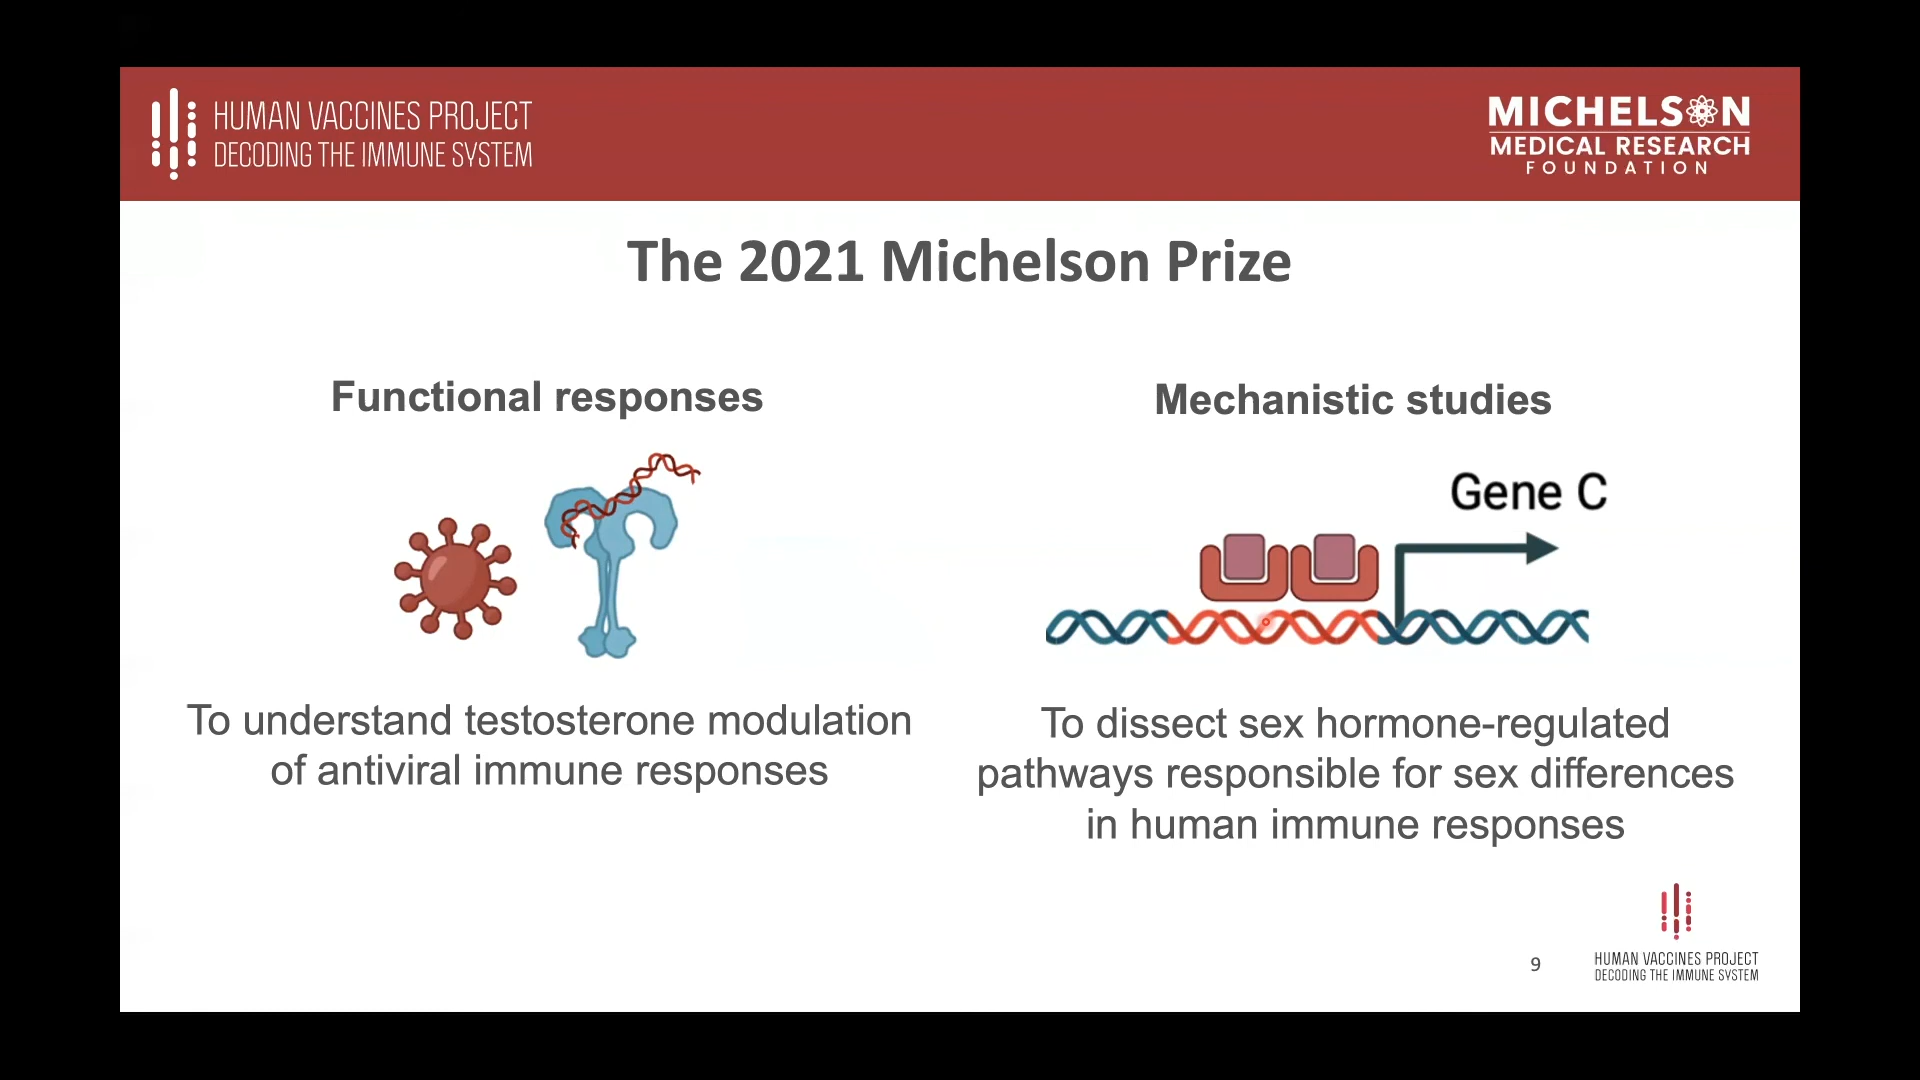 HUMAN VACCINES PROJECT
DECODING THE IMMUNE SYSTEM
MICHELSON
MEDICAL RESEARCH
FOUNDATION
The 2021 Michelson Prize
Functional responses
To understand testosterone modulation
of antiviral immune responses
Mechanistic studies
Gene C
To dissect sex hormone-regulated
pathways responsible for sex differences
in human immune responses
9
HUMAN VACCINES PROJECT
DECODING THE IMMUNE SYSTEM